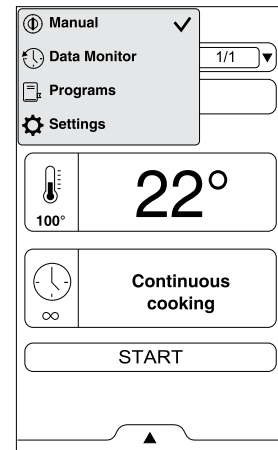 Manual
Data Monitor
1/1
Programs
Settings
100°
22°
∞
Continuous
cooking
START